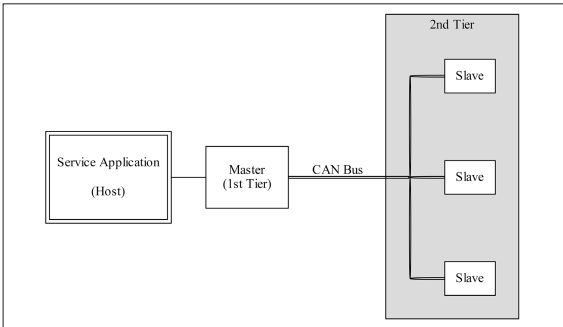 2nd Tier
Slave
Service Application
(Host)
Master
(1st Tier)
CAN Bus
Slave
Slave